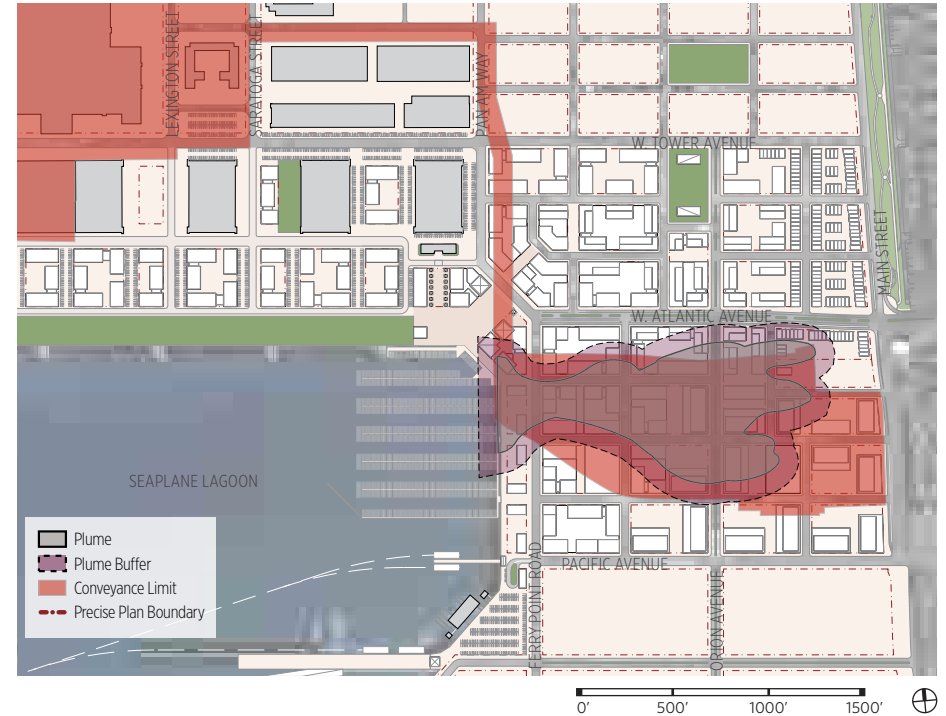 LEXINGTON STREET
SARATOGA STREET
PAN AM WAY
W. TOWER AVENUE
MAIN STREET
W. ATLANTIC AVENUE
SEAPLANE LAGOON
Plume
Plume Buffer
Conveyance Limit
Precise Plan Boundary
PACIFIC AVENUE
FERRY POINT ROAD
ORION AVENUE
0' 500' 1000' 1500'